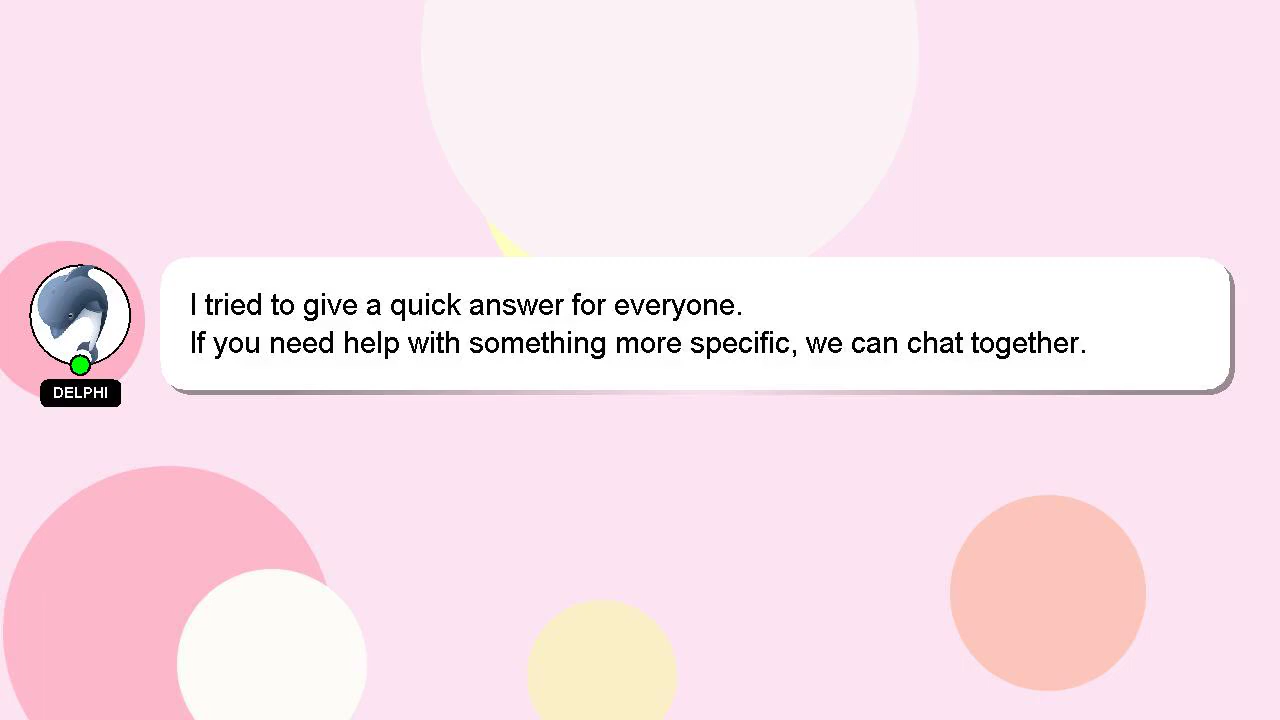 I tried to give a quick answer for everyone.
If you need help with something more specific, we can chat together.
DELPHI